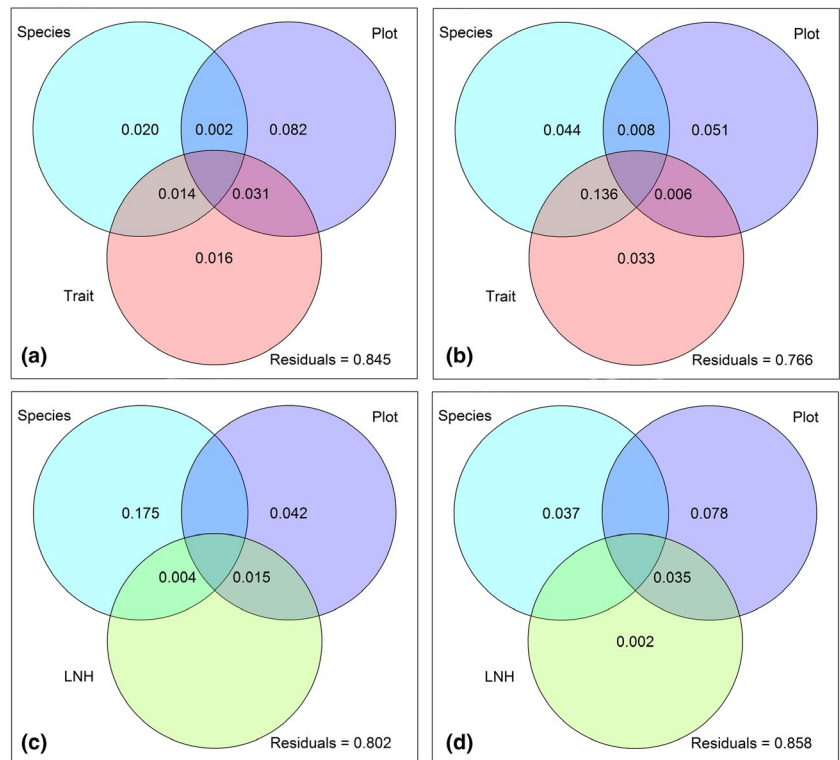 Species
Plot
0.020
0.002
0.082
0.014
0.031
0.016
Trait
(a)
Residuals = 0.845
Species
Plot
0.044
0.008
0.051
0.136
0.006
0.033
Trait
(b)
Residuals = 0.766
Species
Plot
0.175
0.042
0.004
0.015
LNH
(c)
Residuals = 0.802
Species
Plot
0.037
0.078
0.035
0.002
LNH
(d)
Residuals = 0.858